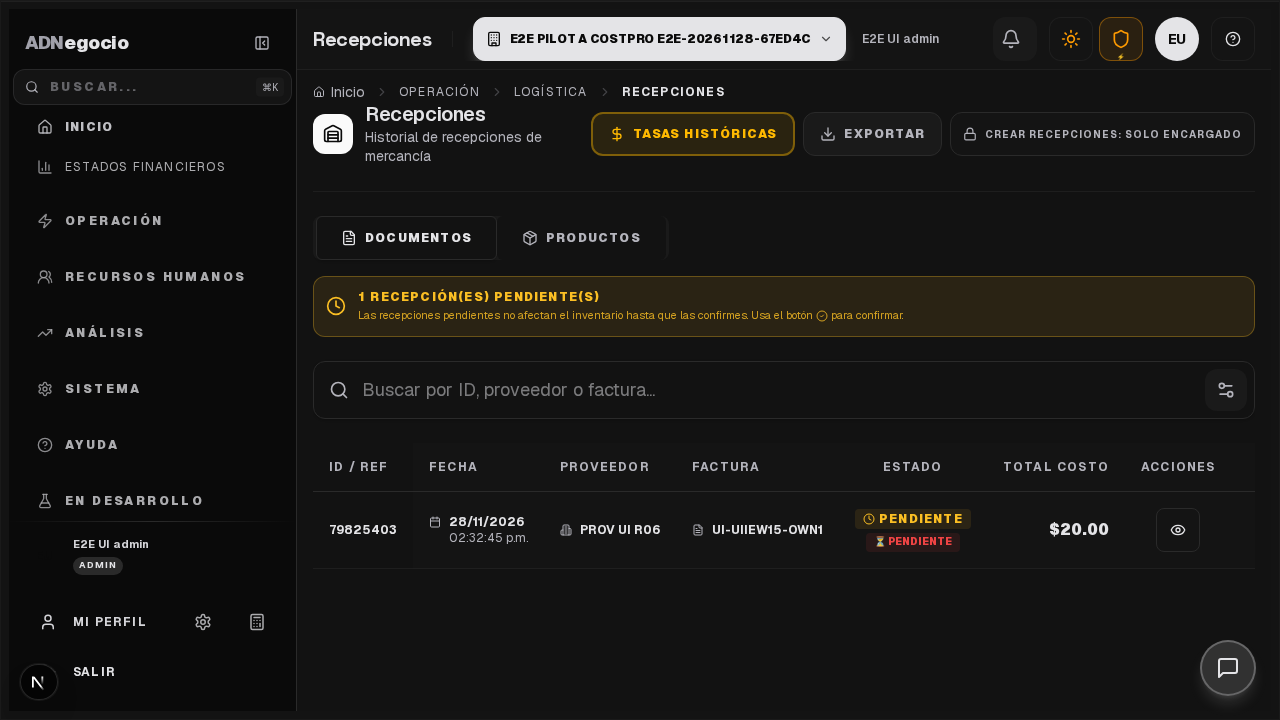 ADNegocio
BUSCAR...
⌘K
INICIO
ESTADOS FINANCIEROS
OPERACIÓN
RECURSOS HUMANOS
ANÁLISIS
SISTEMA
AYUDA
EN DESARROLLO
E2E UI admin
ADMIN
MI PERFIL
SALIR
N
Recepciones
E2E PILOT A COSTPRO E2E-20261128-67ED4C
E2E UI admin
EU
Inicio
OPERACIÓN
LOGÍSTICA
RECEPCIONES
Recepciones
Historial de recepciones de
mercancía
TASAS HISTÓRICAS
EXPORTAR
CREAR RECEPCIONES: SOLO ENCARGADO
DOCUMENTOS
PRODUCTOS
1 RECEPCIÓN(ES) PENDIENTE(S)
Las recepciones pendientes no afectan el inventario hasta que las confirmes. Usa el botón para confirmar.
Buscar por ID, proveedor o factura...
ID / REF FECHA PROVEEDOR FACTURA ESTADO TOTAL COSTO ACCIONES
79825403
28/11/2026
02:32:45 p.m.
PROV UI R06
UI-UIIEW15-OWN1
PENDIENTE
⏳PENDIENTE
$20.00